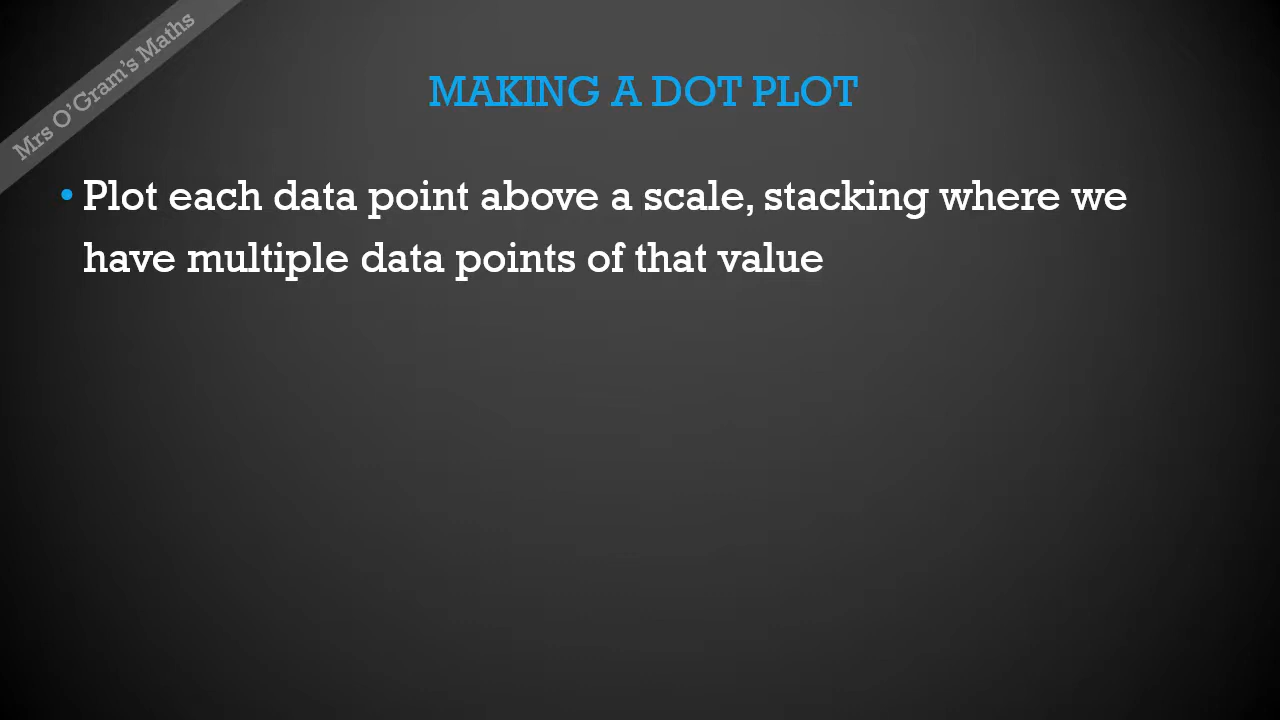 Mrs O'Gram's Maths
MAKING A DOT PLOT
• Plot each data point above a scale, stacking where we
have multiple data points of that value